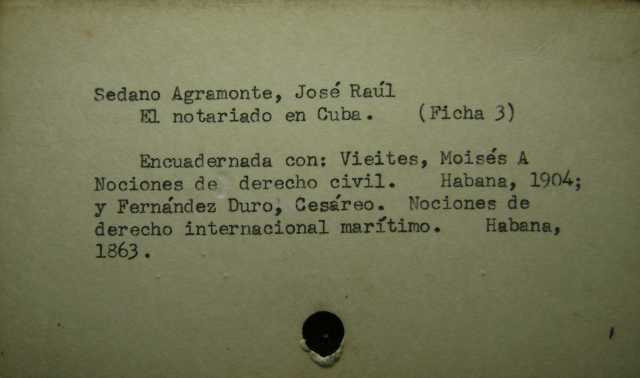 Sedano Agramonte, José Raúl
El notariado en Cuba. (Ficha 3)
Encuadernada con: Vieites, Moisés A
Nociones de derecho civil. Habana, 1904;
y Fernández Duro, Cesáreo. Nociones de
derecho internacional marítimo. Habana,
1863.